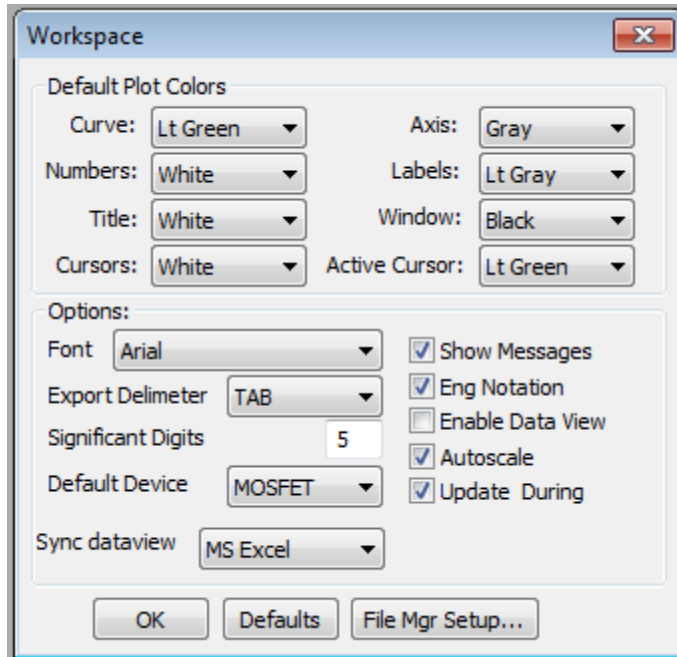 Workspace
Default Plot Colors
Curve: Lt Green Axis: Gray
Numbers: White Labels: Lt Gray
Title: White Window: Black
Cursors: White Active Cursor: Lt Green
Options:
Font Arial Show Messages
Export Delimeter TAB Eng Notation
Enable Data View
Significant Digits 5
Autoscale
Default Device MOSFET Update During
Sync dataview MS Excel
OK Defaults File Mgr Setup...